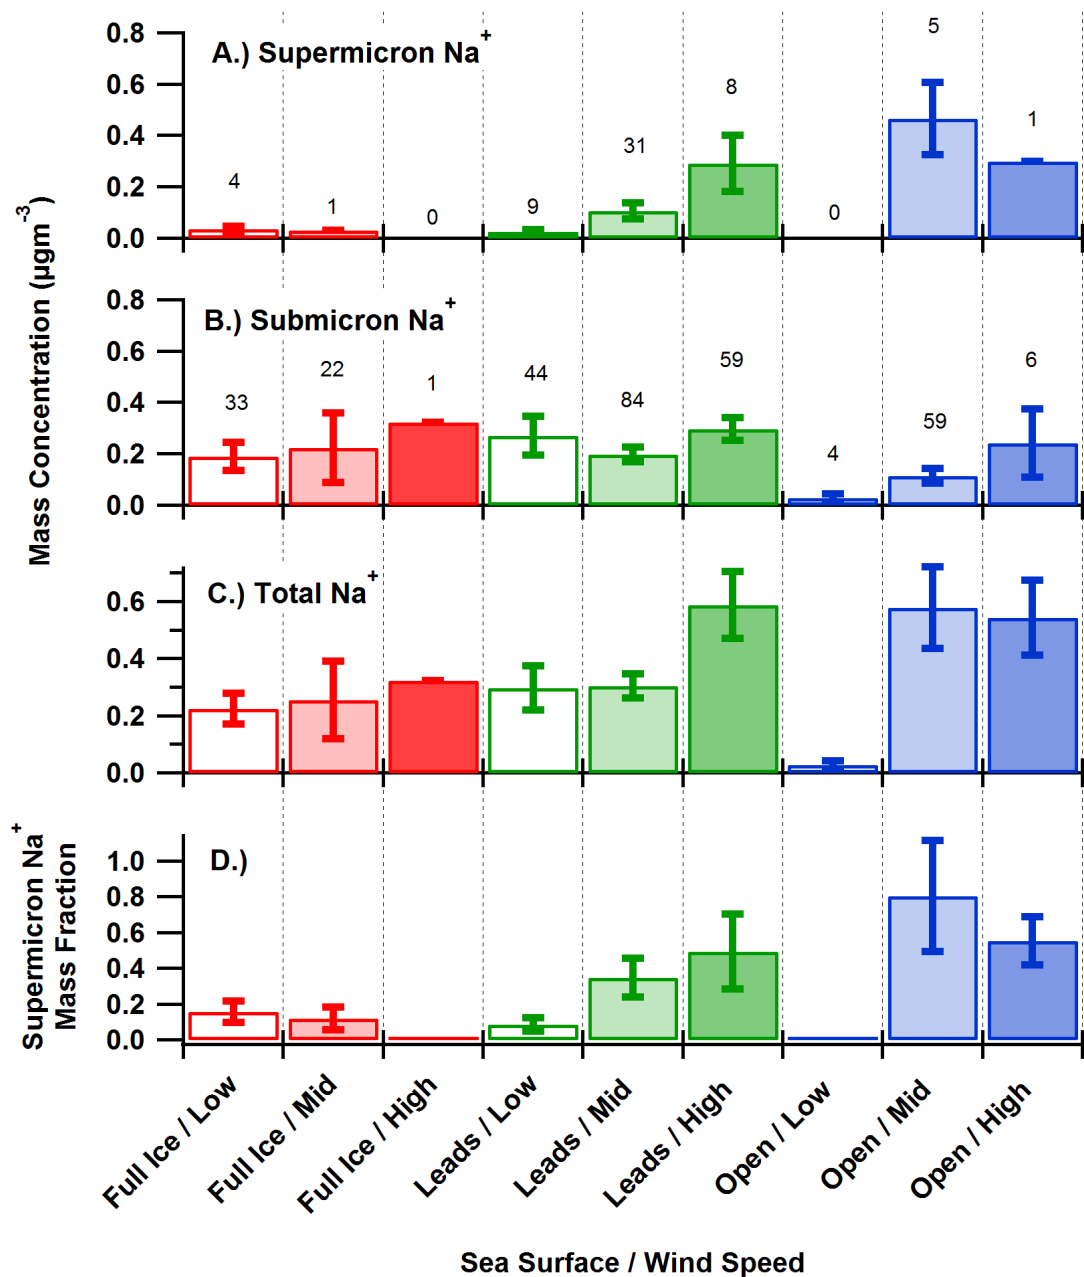 A.) Supermicron Na+
0.8
0.6
0.4
0.2
0.0
4
1
0
9
31
8
0
5
1
Mass Concentration (µgm-3)
B.) Submicron Na+
0.8
0.6
0.4
0.2
0.0
33
22
1
44
84
59
4
59
6
C.) Total Na+
0.6
0.4
0.2
0.0
D.)
Supermicron Na+
Mass Fraction
1.0
0.8
0.6
0.4
0.2
0.0
Full Ice / Low
Full Ice / Mid
Full Ice / High
Leads / Low
Leads / Mid
Leads / High
Open / Low
Open / Mid
Open / High
Sea Surface / Wind Speed